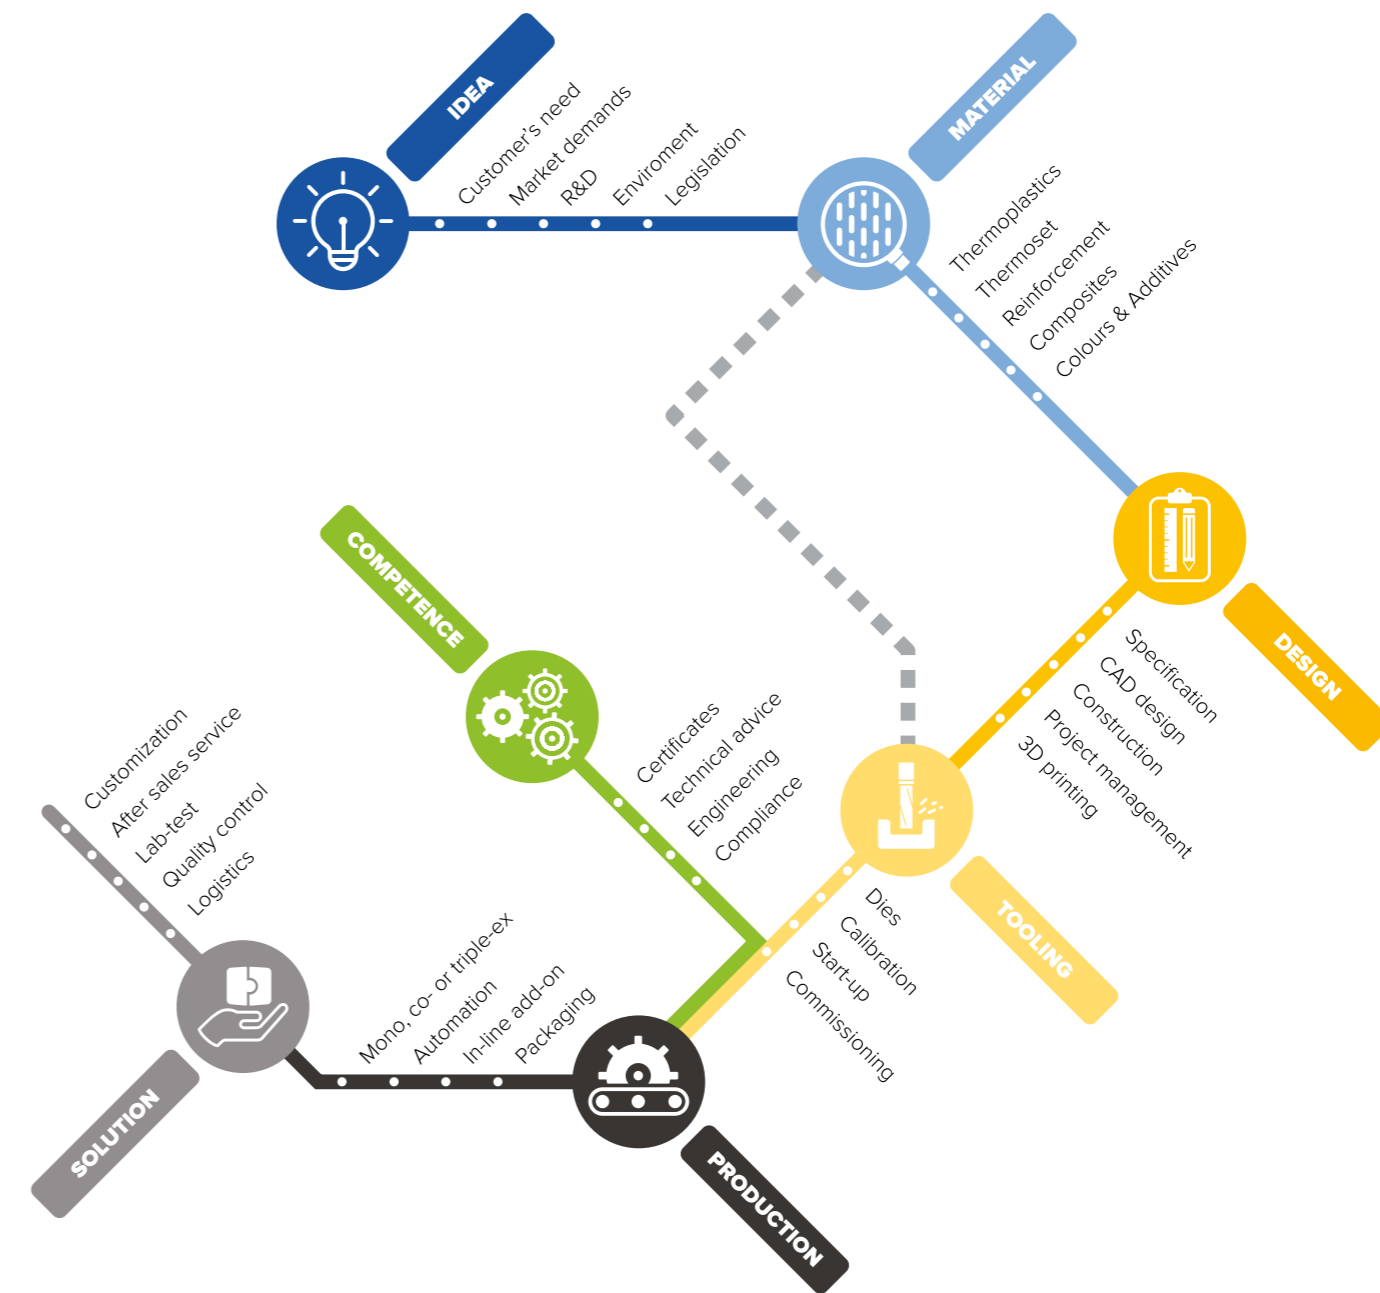 IDEA
Customer's need
Market demands
R&D
Enviroment
Legislation
MATERIAL
Thermoplastics
Thermoset
Reinforcement
Composites
Colours & Additives
DESIGN
Specification
CAD design
Construction
Project management
3D printing
TOOLING
Dies
Calibration
Start-up
Commissioning
COMPETENCE
Certificates
Technical advice
Engineering
Compliance
PRODUCTION
Mono, co- or triple-ex
Automation
In-line add-on
Packaging
SOLUTION
Customization
After sales service
Lab-test
Quality control
Logistics